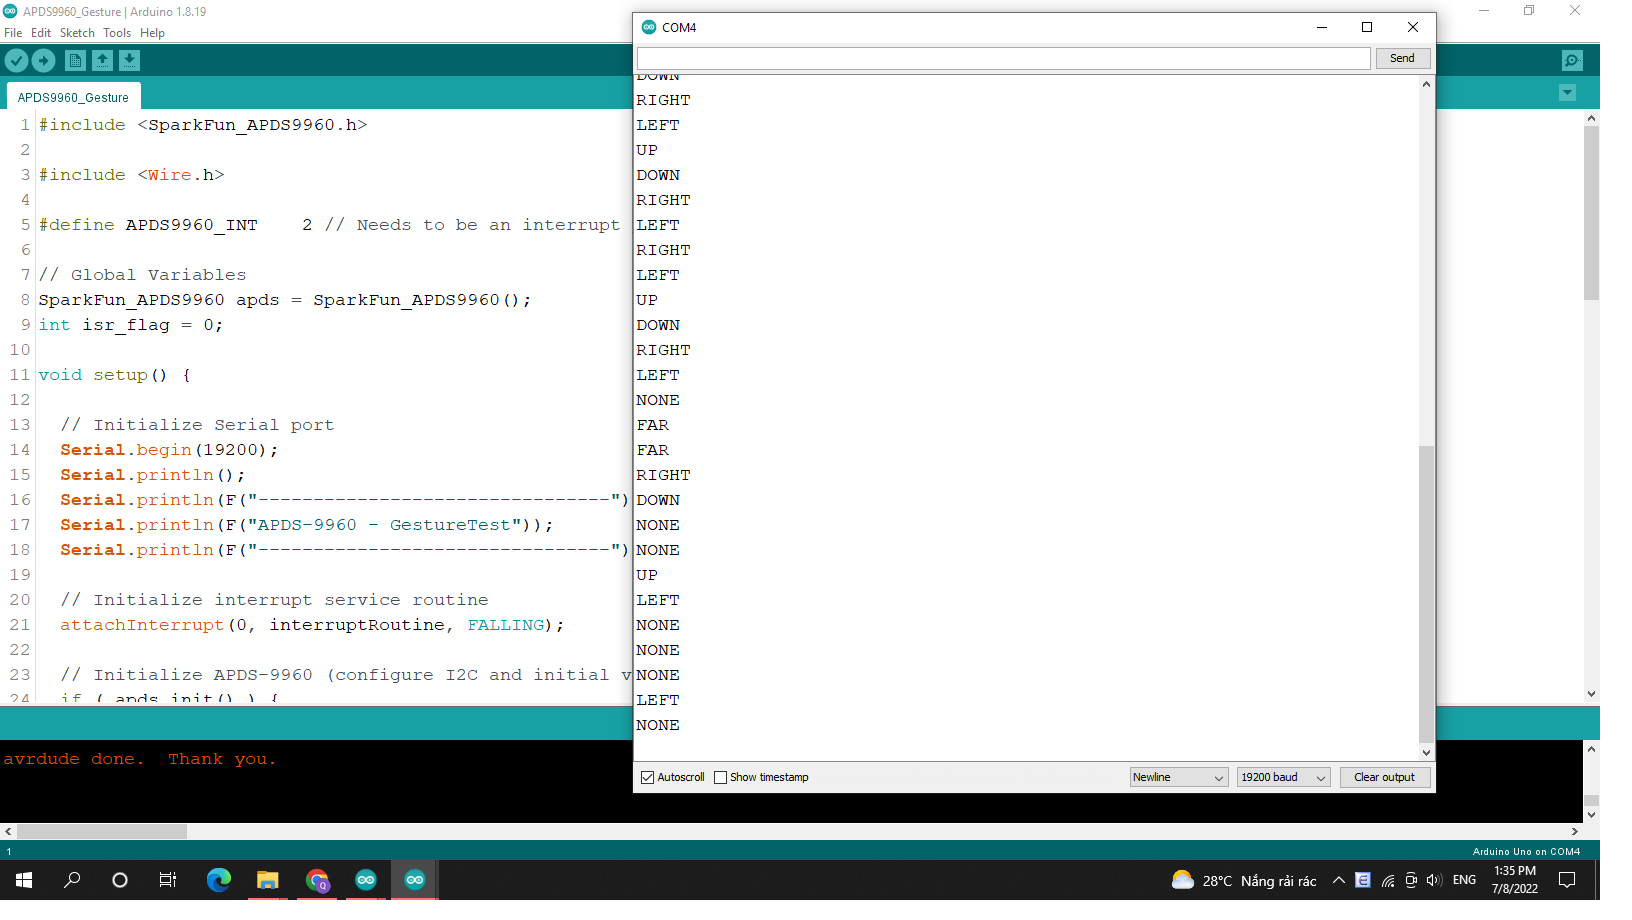 APDS9960_Gesture | Arduino 1.8.19
File Edit Sketch Tools Help
APDS9960_Gesture
1 #include <SparkFun_APDS9960.h>
2
3 #include <Wire.h>
4
5 #define APDS9960_INT    2 // Needs to be an interrupt
6
7 // Global Variables
8 SparkFun_APDS9960 apds = SparkFun_APDS9960();
9 int isr_flag = 0;
10
11 void setup() {
12
13   // Initialize Serial port
14   Serial.begin(19200);
15   Serial.println();
16   Serial.println(F("--------------------------------")
17   Serial.println(F("APDS-9960 - GestureTest"));
18   Serial.println(F("--------------------------------")
19
20   // Initialize interrupt service routine
21   attachInterrupt(0, interruptRoutine, FALLING);
22
23   // Initialize APDS-9960 (configure I2C and initial v
24   if ( apds.init() ) {
avrdude done.  Thank you.
1
Arduino Uno on COM4
COM4
Send
DOWN
RIGHT
LEFT
UP
DOWN
RIGHT
LEFT
RIGHT
LEFT
UP
DOWN
RIGHT
LEFT
NONE
FAR
FAR
RIGHT
DOWN
NONE
NONE
UP
LEFT
NONE
NONE
NONE
LEFT
NONE
Autoscroll Show timestamp Newline 19200 baud Clear output
28°C Nắng rải rác ENG
1:35 PM
7/8/2022